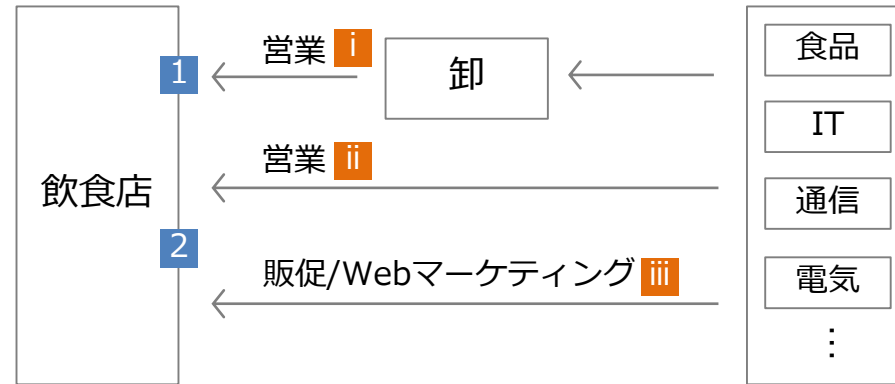 営業 i
1
卸
営業 ii
飲食店
2
販促/Webマーケティング iii
食品
IT
通信
電気
⋮